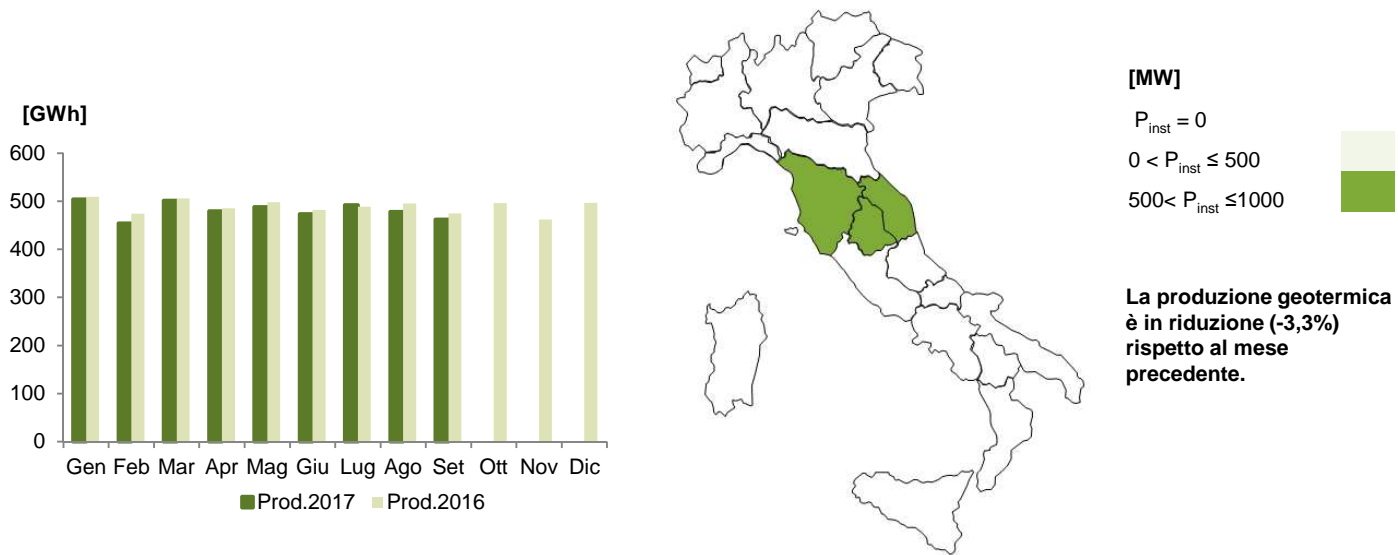 [GWh]
600
500
400
300
200
100
0
Gen Feb Mar Apr Mag Giu Lug Ago Set Ott Nov Dic
Prod.2017 Prod.2016
[MW]
Pinst = 0
0 < Pinst ≤ 500
500< Pinst ≤1000
La produzione geotermica
è in riduzione (-3,3%)
rispetto al mese
precedente.